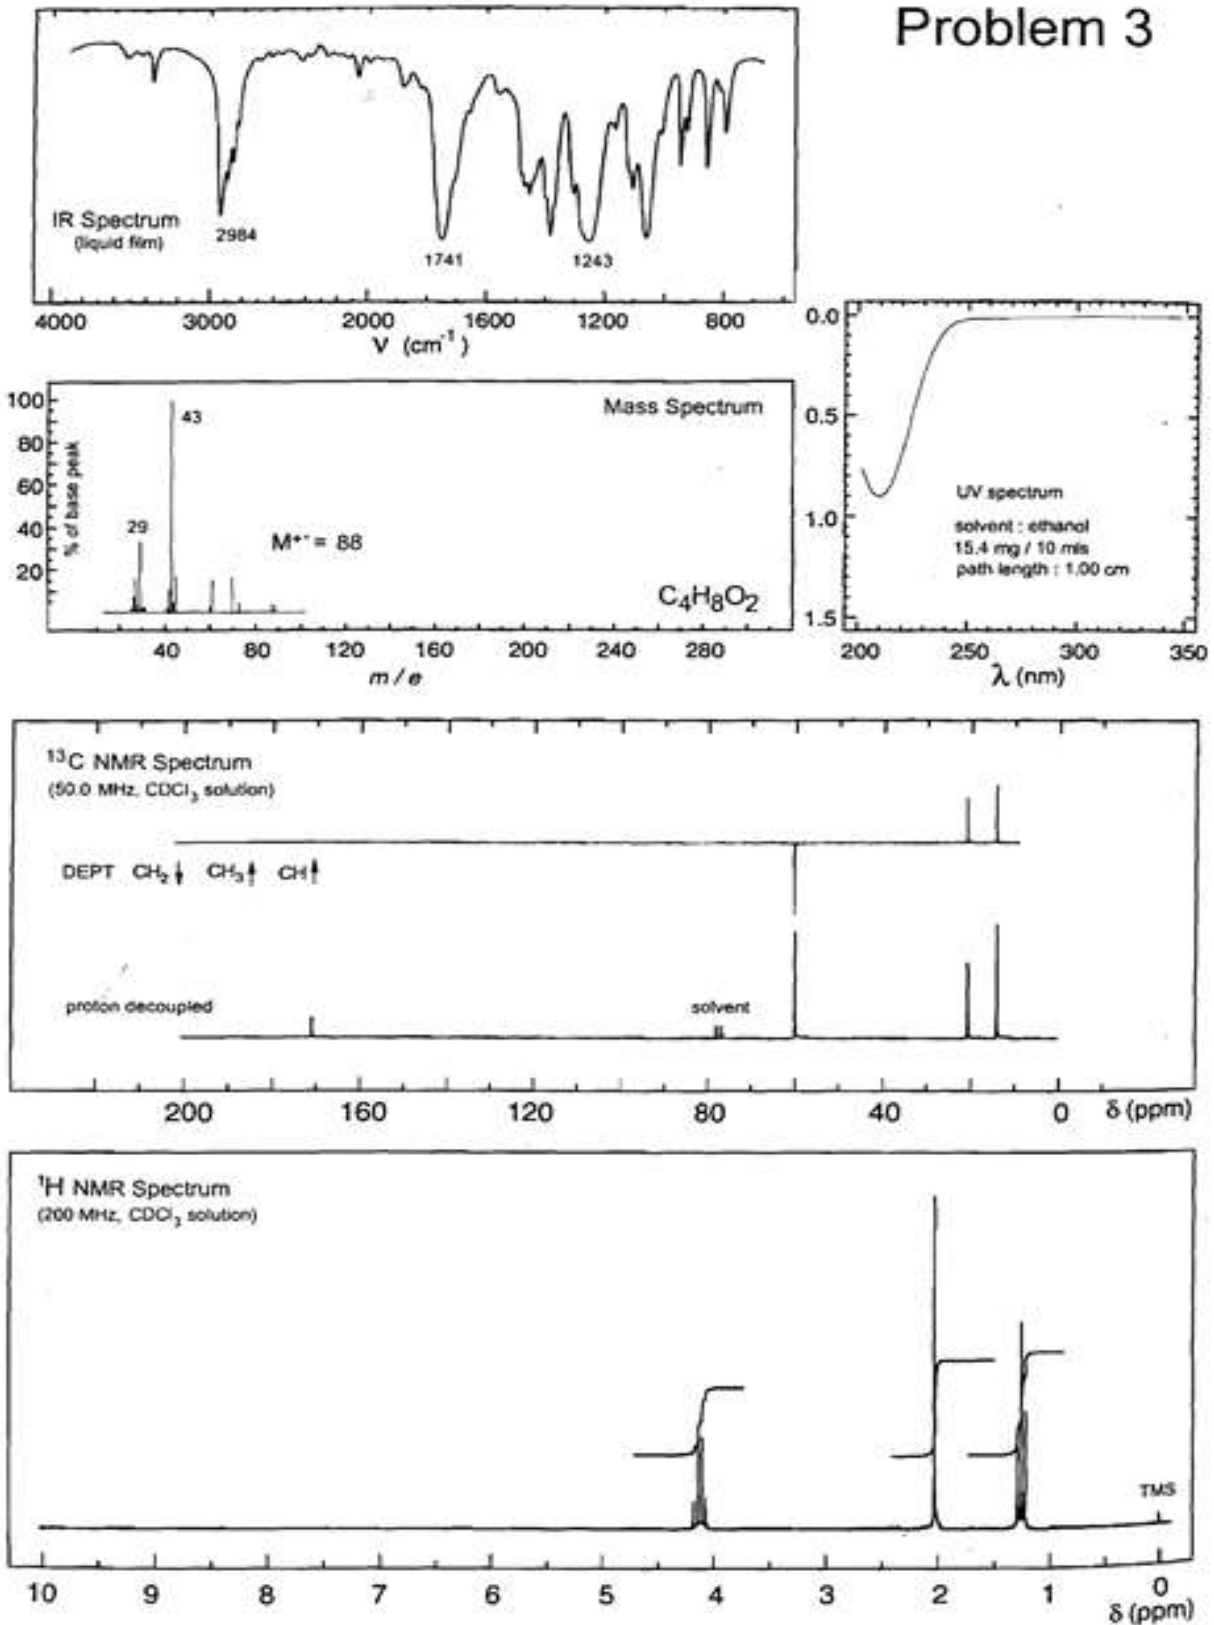 Problem 3
IR Spectrum
(liquid film)
2984
1741
1243
4000 3000 2000 1600 1200 800
ν (cm⁻¹)
100
80
60
40
20
% of base peak
Mass Spectrum
43
29
M⁺· = 88
C₄H₈O₂
40 80 120 160 200 240 280
m / e
0.0
0.5
1.0
1.5
UV spectrum
solvent : ethanol
15.4 mg / 10 mls
path length : 1.00 cm
200 250 300 350
λ (nm)
¹³C NMR Spectrum
(50.0 MHz, CDCl₃ solution)
DEPT CH₂↓ CH₃↑ CH↑
proton decoupled
solvent
200 160 120 80 40 0 δ (ppm)
¹H NMR Spectrum
(200 MHz, CDCl₃ solution)
TMS
10 9 8 7 6 5 4 3 2 1 0
δ (ppm)